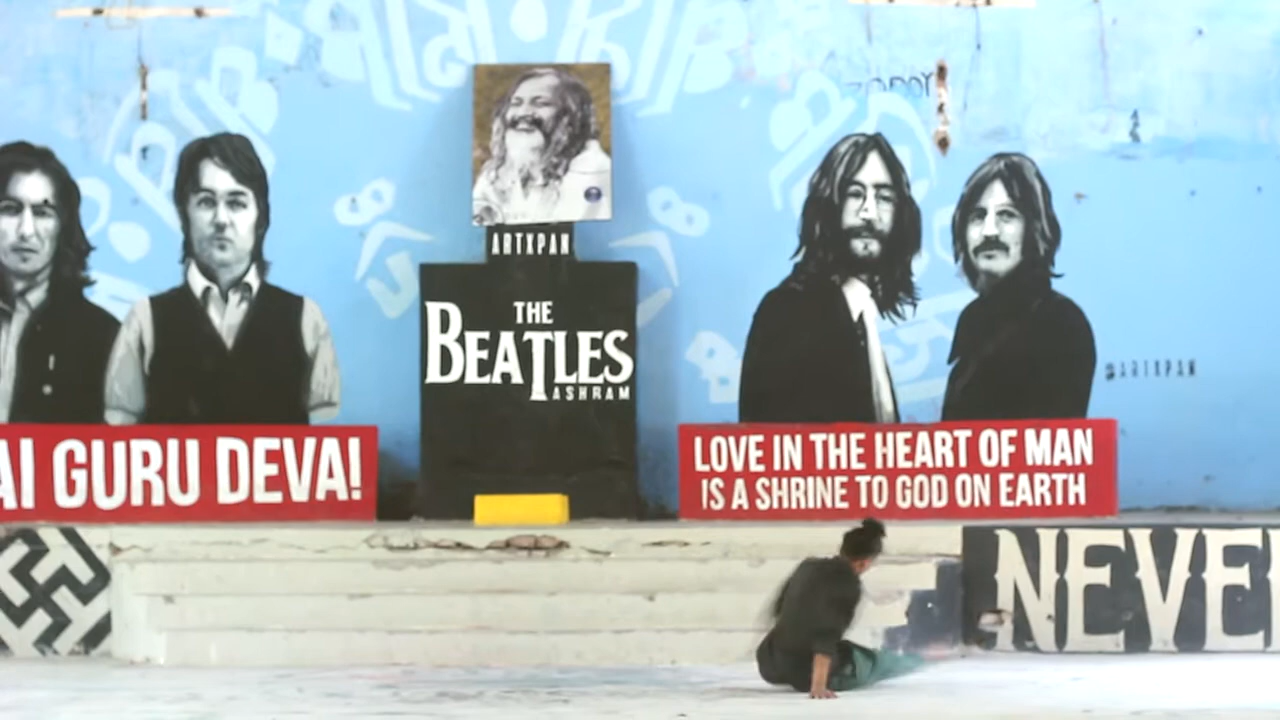 ARTXPAN
THE
BEATLES
ASHRAM
@ARTXPAN
AI GURU DEVA!
LOVE IN THE HEART OF MAN
IS A SHRINE TO GOD ON EARTH
NEVE